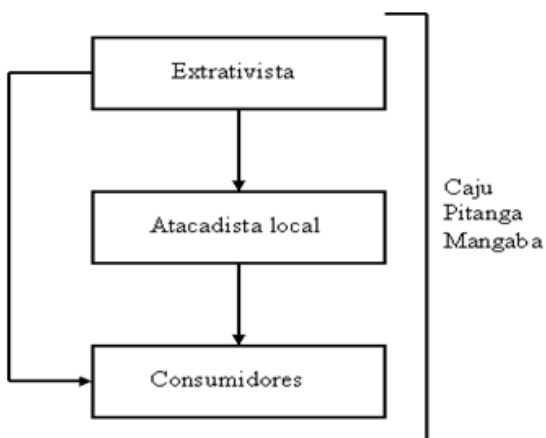 Extrativista
Atacadista local
Consumidores
Caju
Pitanga
Mangaba